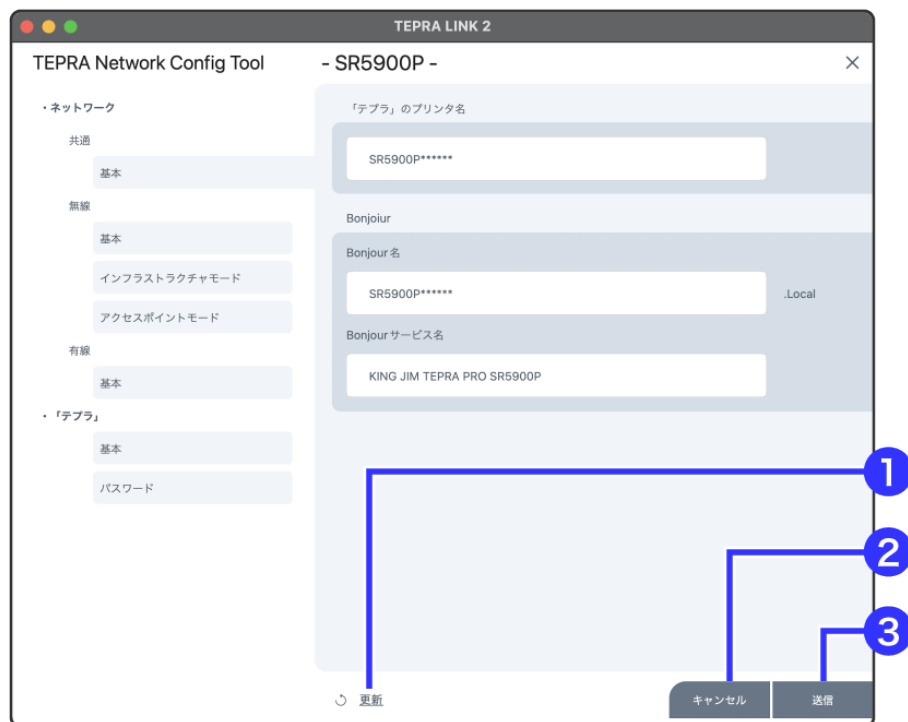 TEPRA LINK 2
TEPRA Network Config Tool
- SR5900P -
・ネットワーク
共通
基本
無線
基本
インフラストラクチャモード
アクセスポイントモード
有線
基本
・「テプラ」
基本
パスワード
「テプラ」のプリンタ名
SR5900P******
Bonjoiur
Bonjour 名
SR5900P******
.Local
Bonjour サービス名
KING JIM TEPRA PRO SR5900P
1
2
3
更新
キャンセル
送信